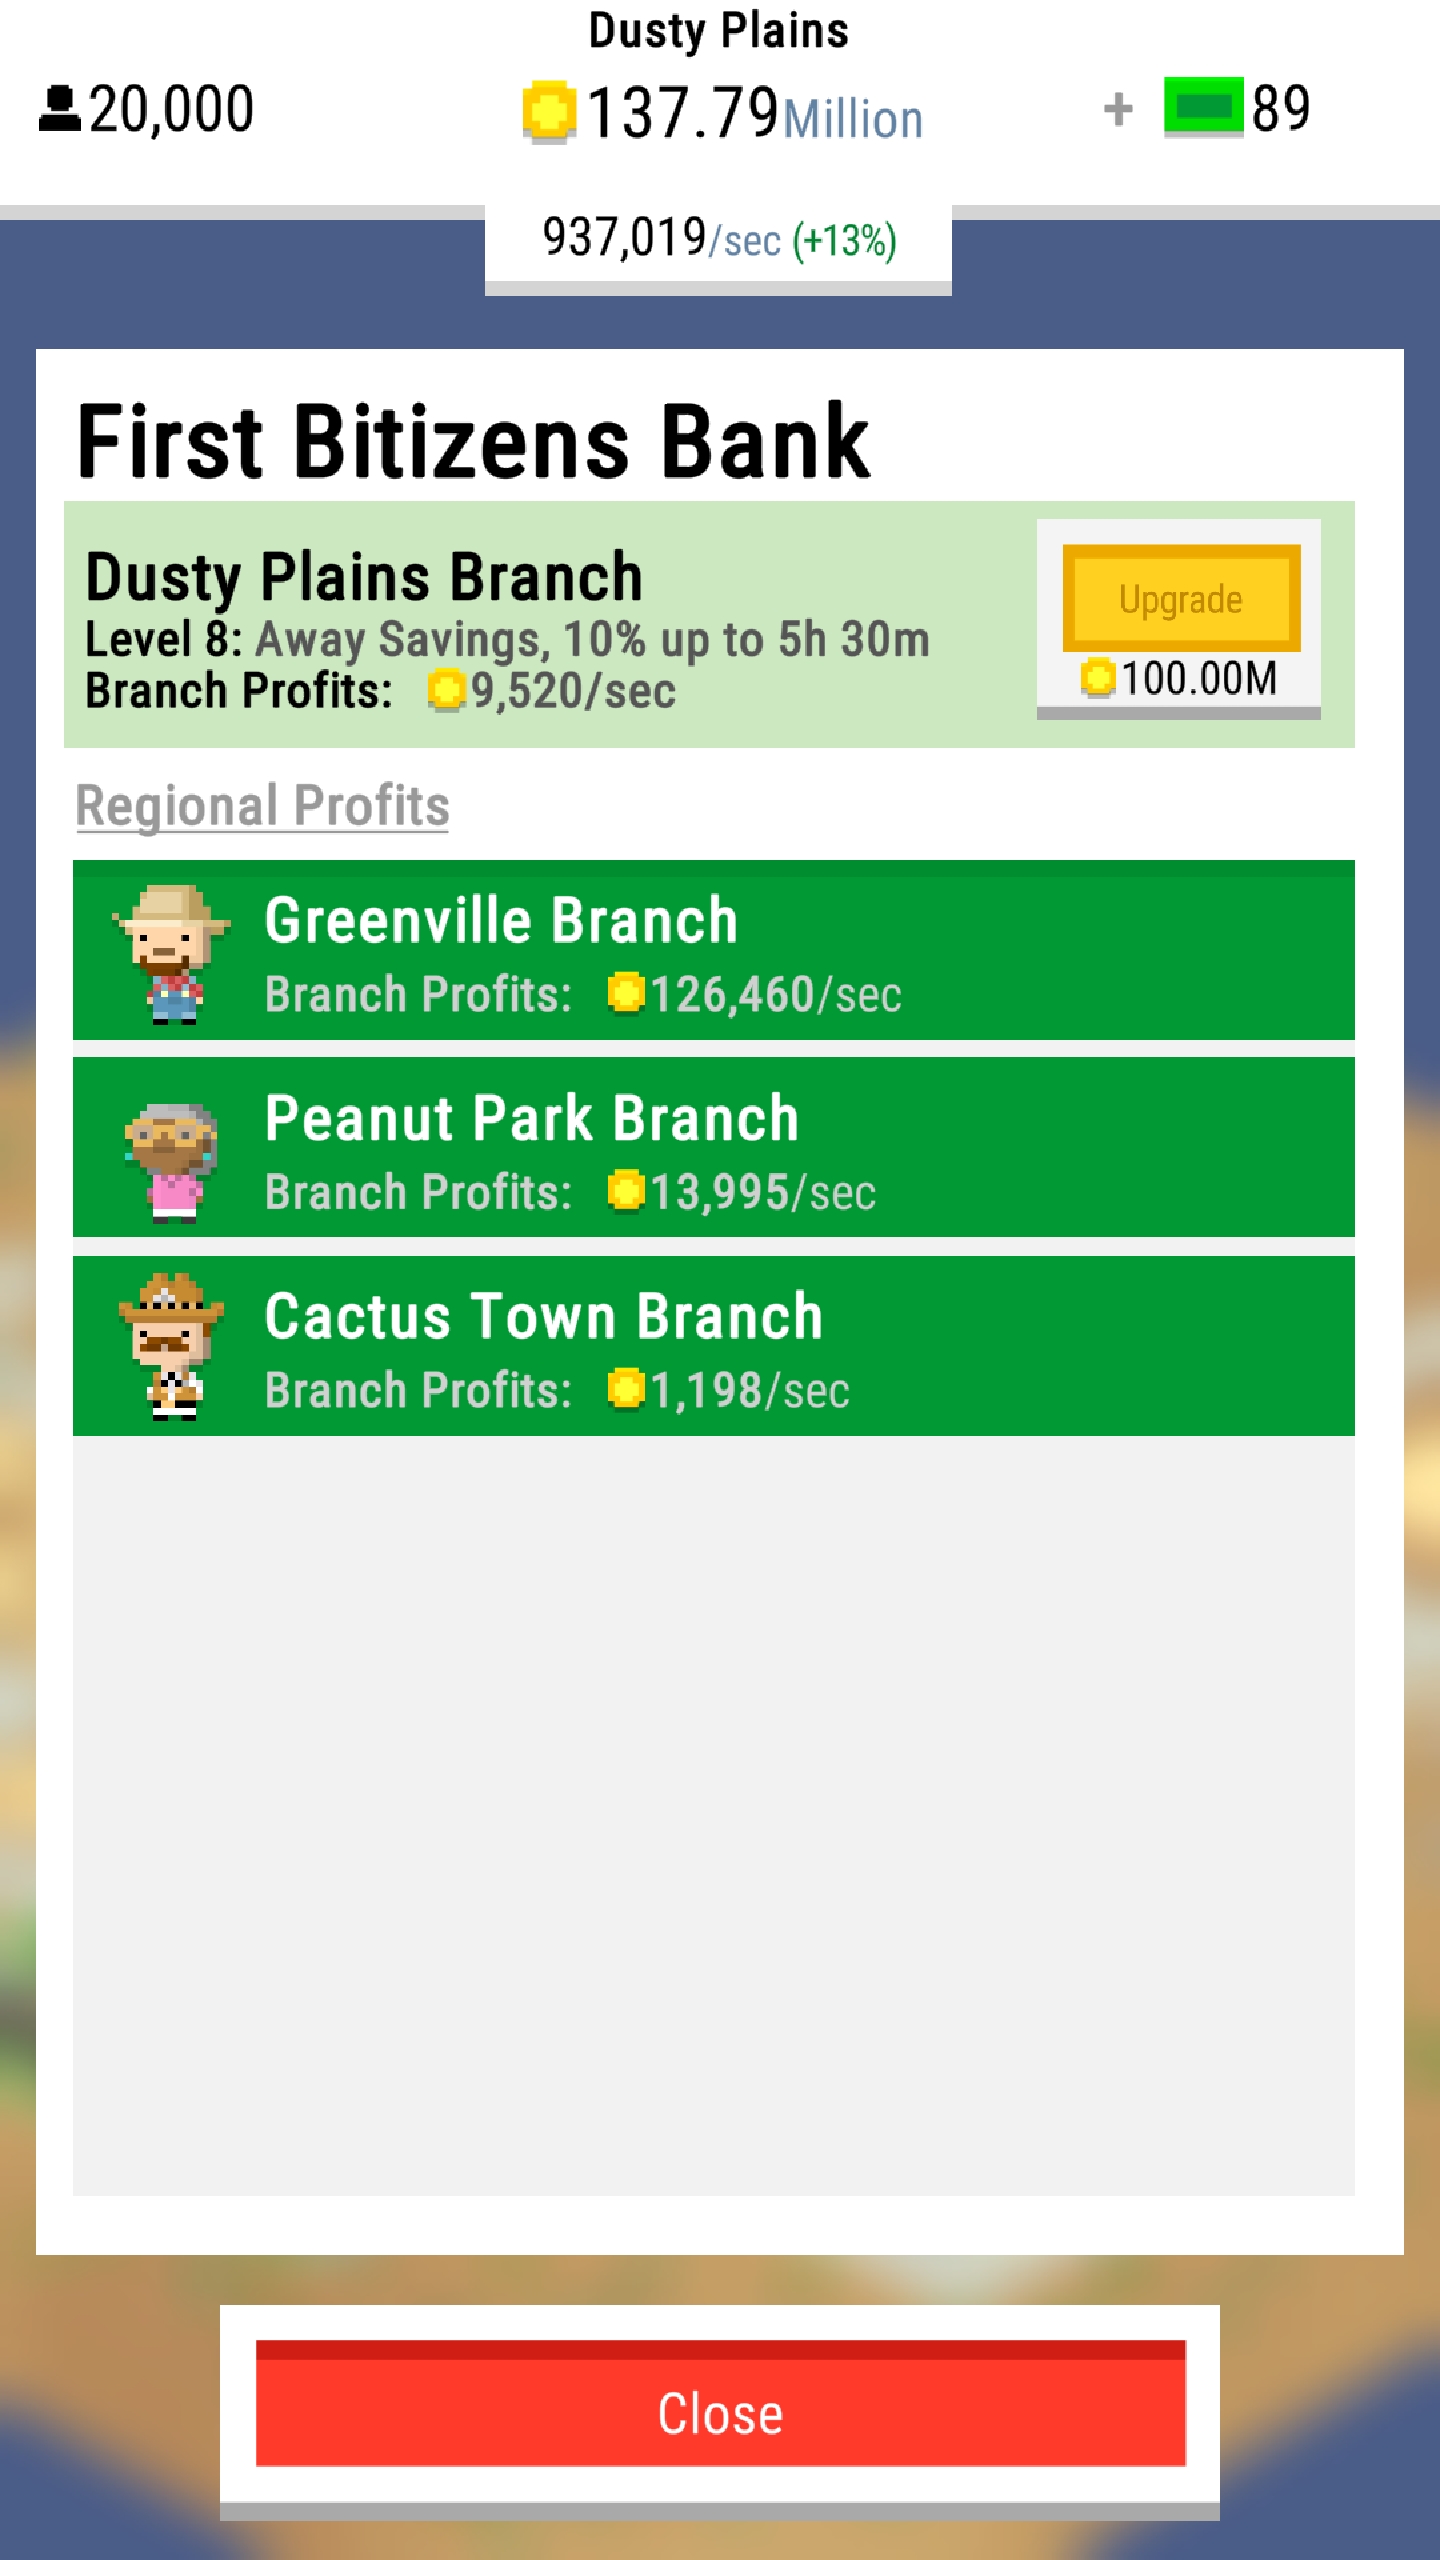 Dusty Plains
20,000
137.79Million
+ 89
937,019/sec (+13%)
First Bitizens Bank
Dusty Plains Branch
Level 8: Away Savings, 10% up to 5h 30m
Branch Profits: 9,520/sec
Upgrade
100.00M
Regional Profits
Greenville Branch
Branch Profits: 126,460/sec
Peanut Park Branch
Branch Profits: 13,995/sec
Cactus Town Branch
Branch Profits: 1,198/sec
Close